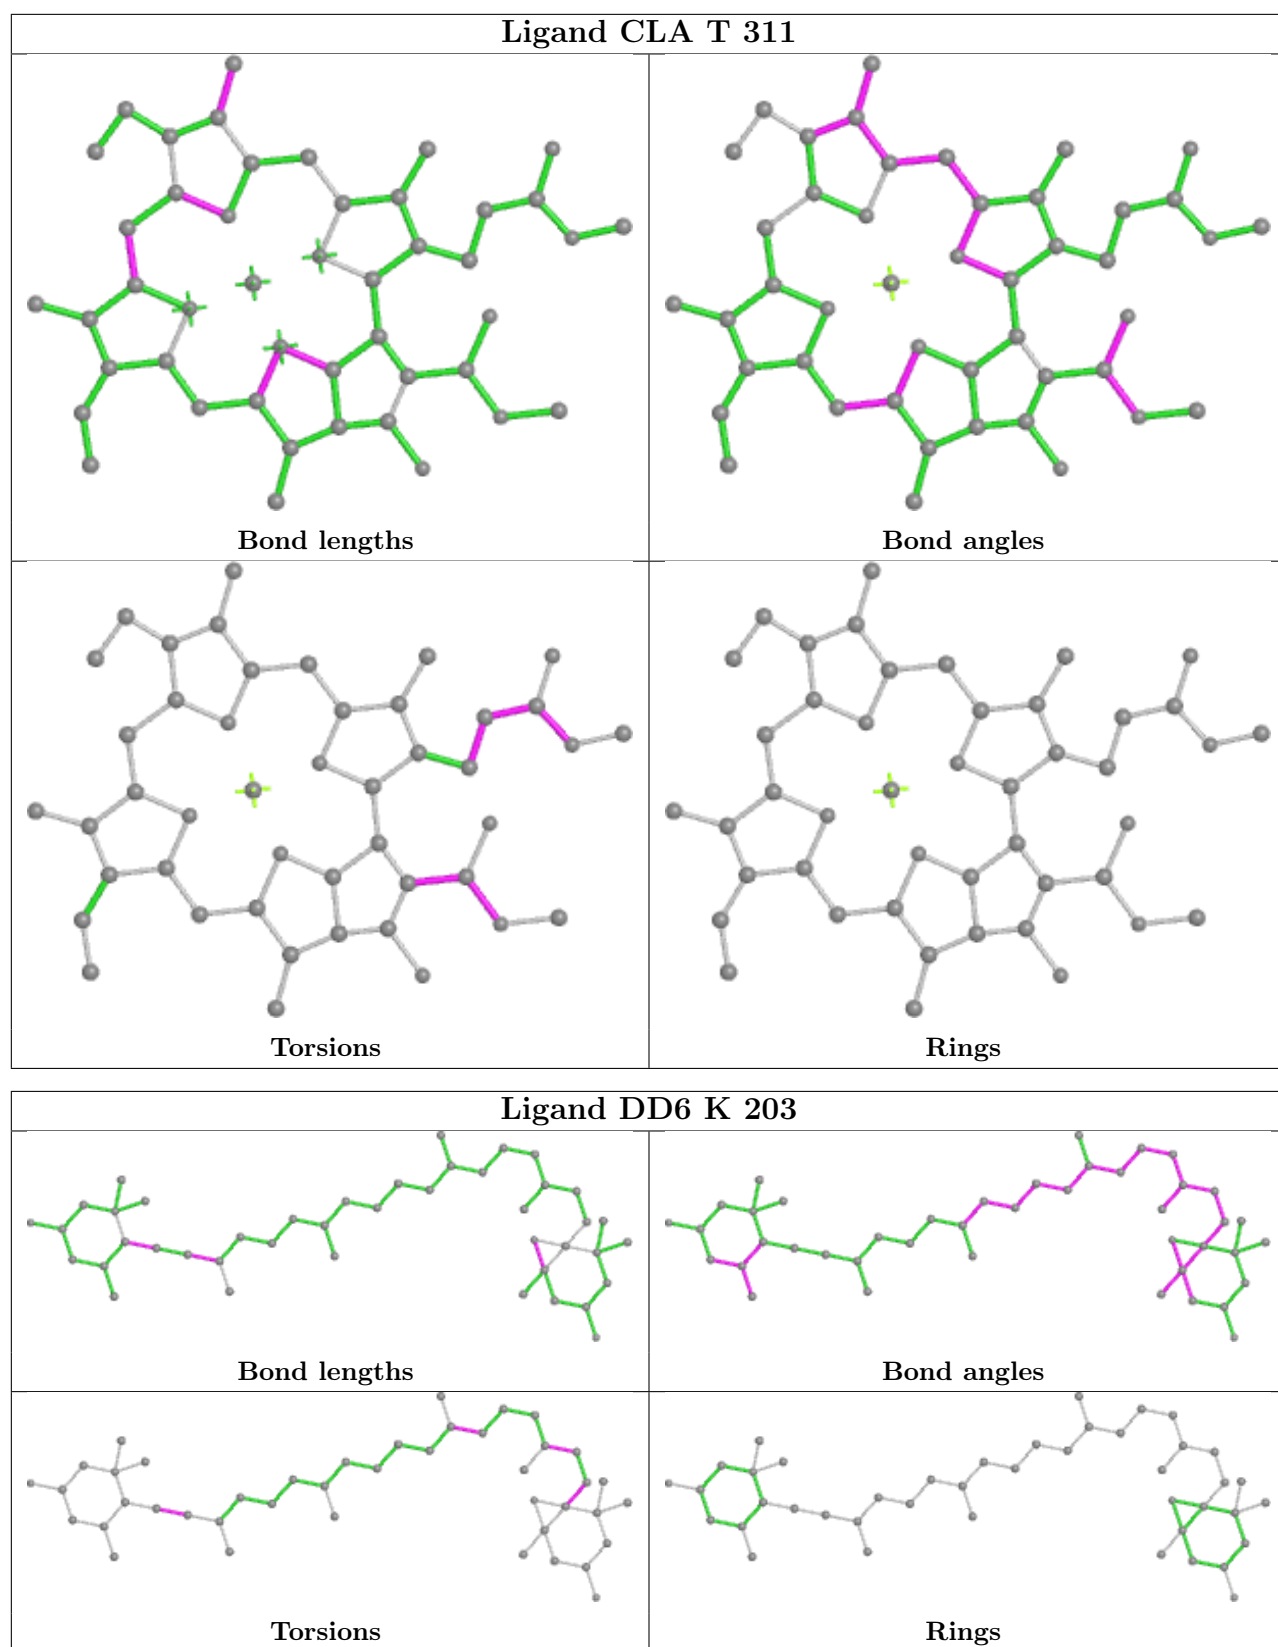 Ligand CLA T 311
Bond lengths
Bond angles
Torsions
Rings
Ligand DD6 K 203
Bond lengths
Bond angles
Torsions
Rings